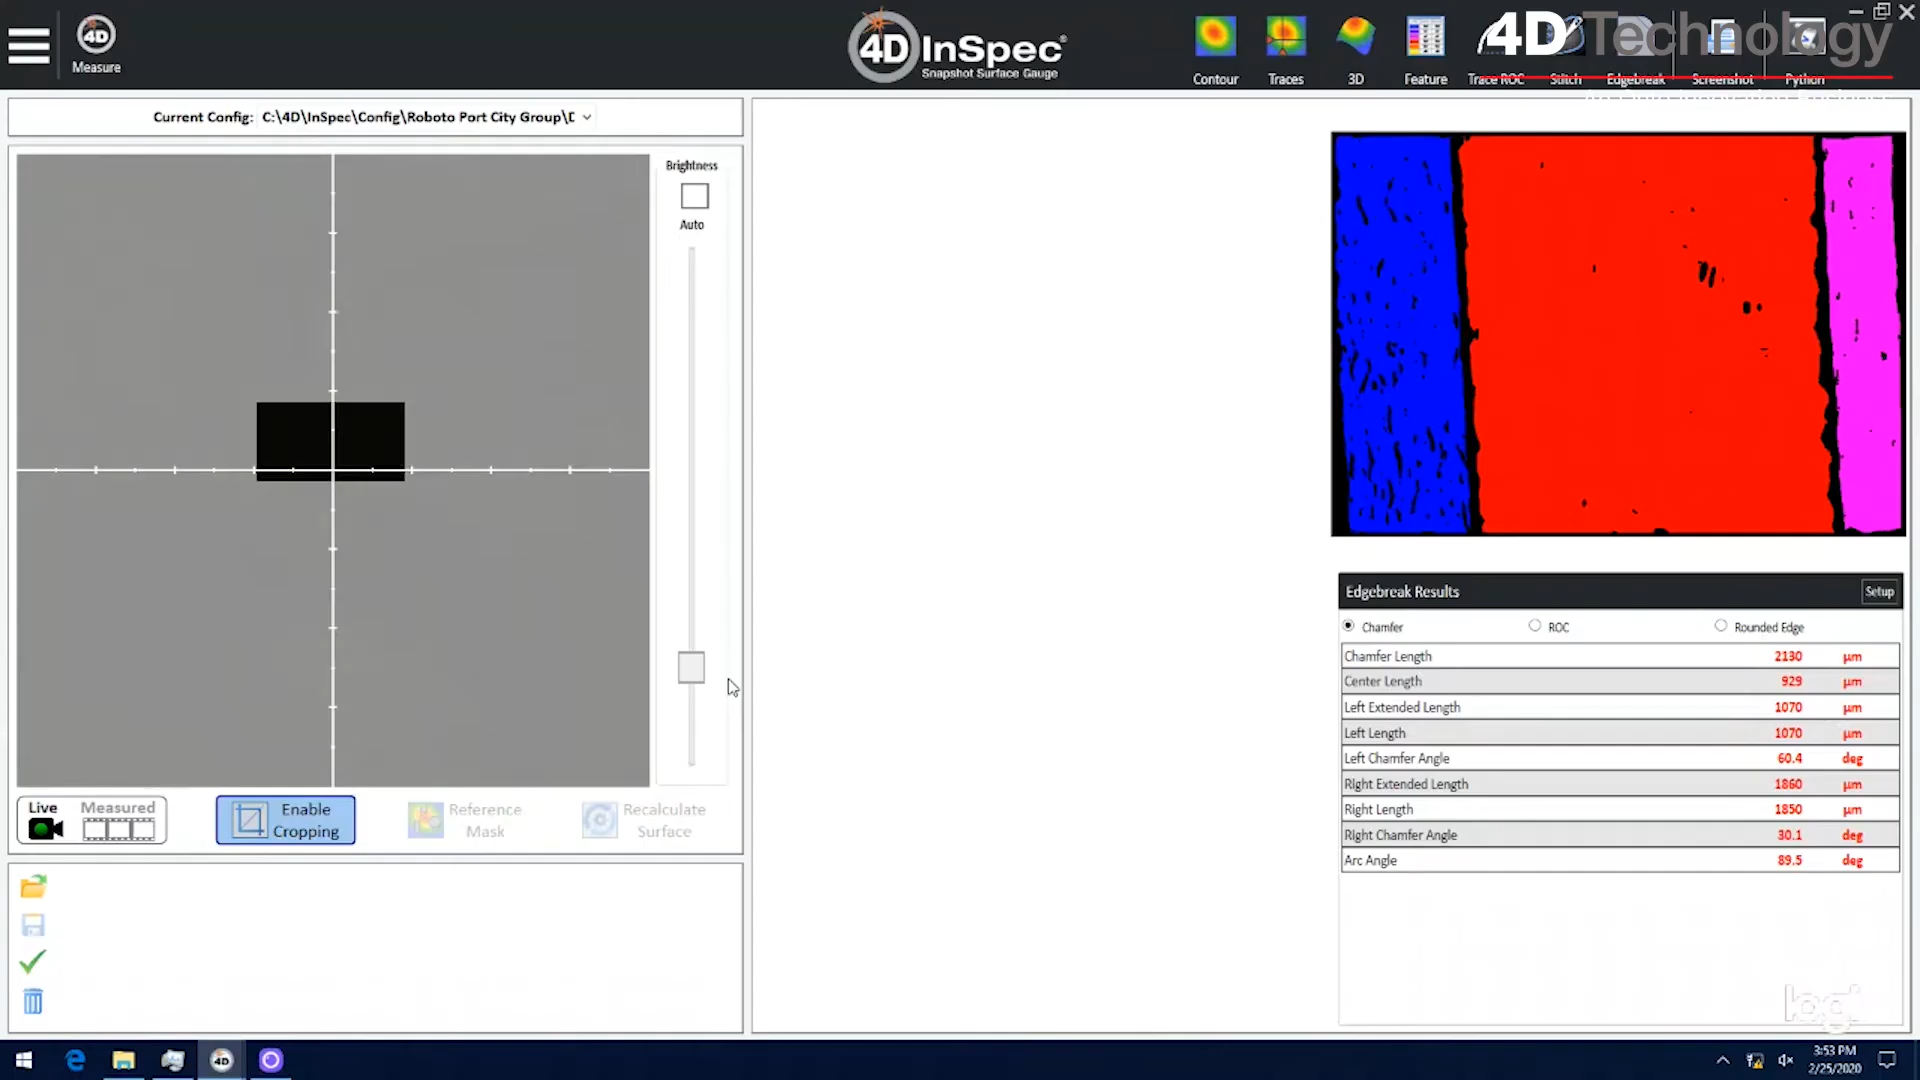 4D
Measure
4D InSpec®
Snapshot Surface Gauge
Contour
Traces
3D
Feature
Trace ROC
Stitch
Edgebreak
Screenshot
Python
4D Technology
Current Config: C:\4D\InSpec\Config\Roboto Port City Group\D
Brightness
Auto
Live
Measured
Enable Cropping
Reference Mask
Recalculate Surface
Edgebreak Results
Setup
Chamfer
ROC
Rounded Edge
Chamfer Length 2130 µm
Center Length 929 µm
Left Extended Length 1070 µm
Left Length 1070 µm
Left Chamfer Angle 60.4 deg
Right Extended Length 1860 µm
Right Length 1850 µm
Right Chamfer Angle 30.1 deg
Arc Angle 89.5 deg
logi
4D
3:53 PM
2/25/2020